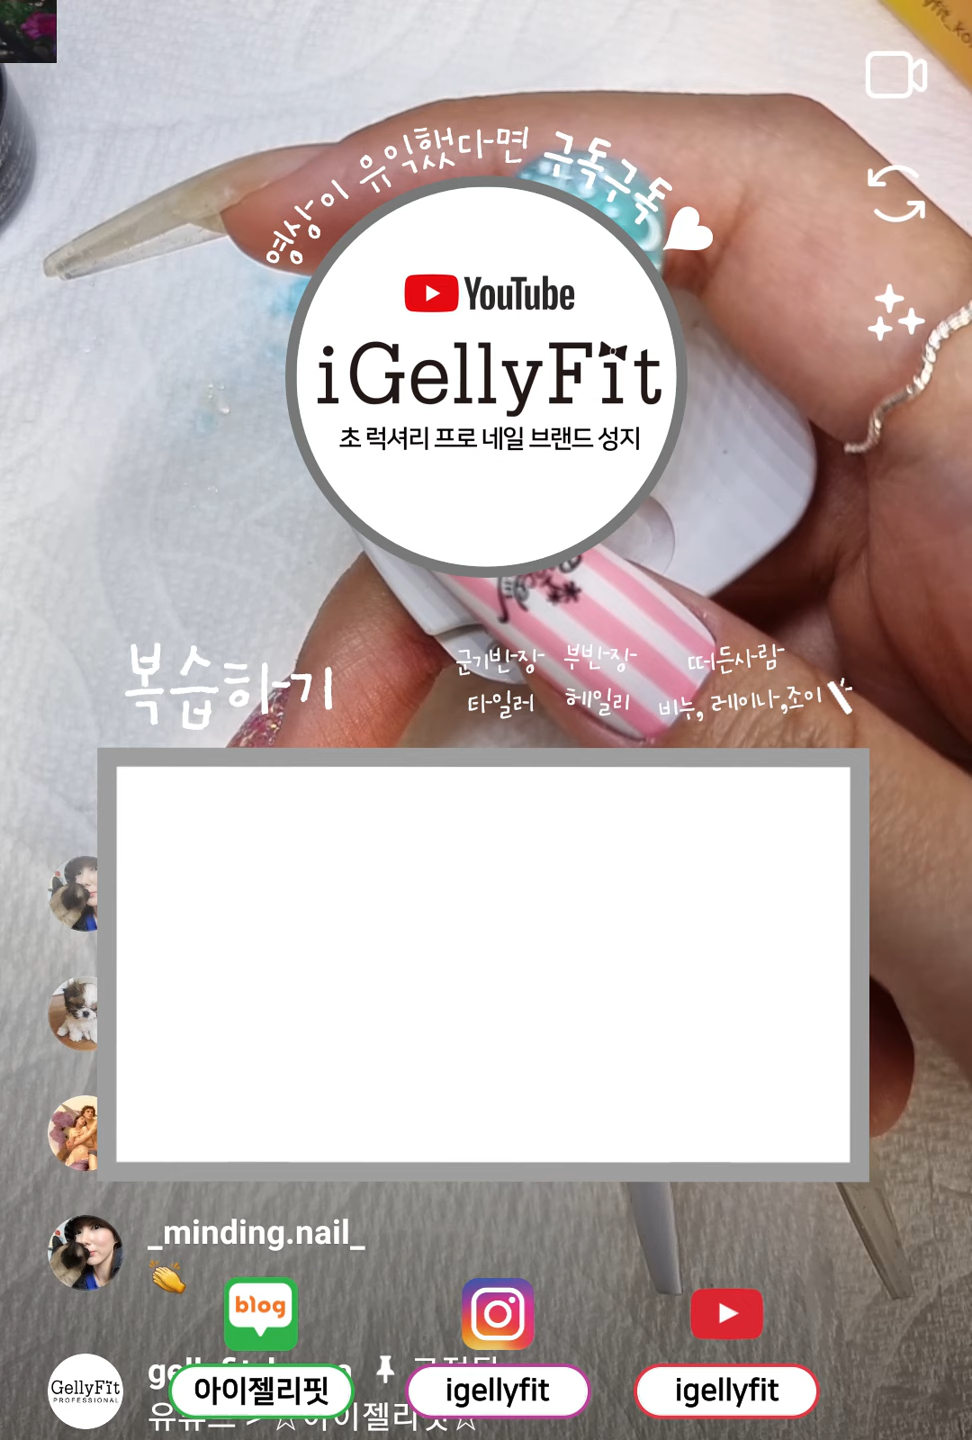 영상이 유익했다면 구독구독
YouTube
iGellyFit
초 럭셔리 프로 네일 브랜드 성지
복습하기
군기반장 부반장 떠든사람
타일러 헤일리 비누, 레이나, 조이
_minding.nail_
blog
GellyFit
PROFESSIONAL
아이젤리핏
igellyfit
igellyfit